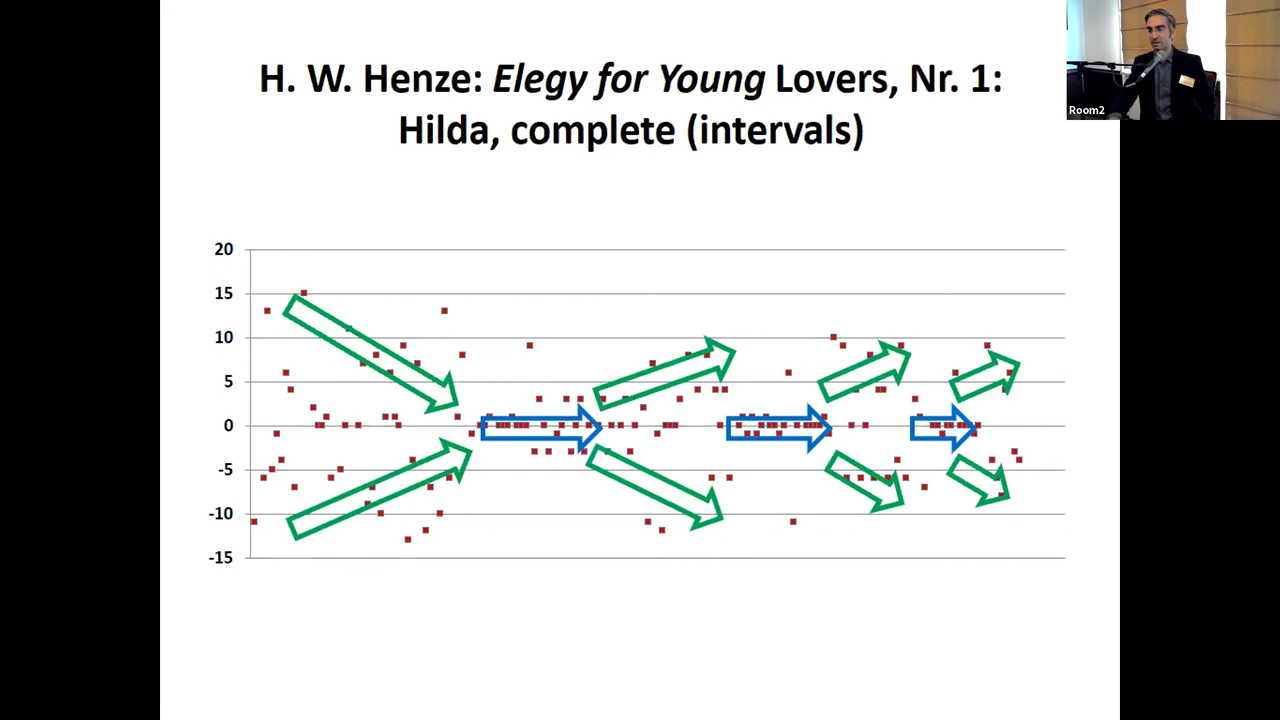 H. W. Henze: Elegy for Young Lovers, Nr. 1:
Hilda, complete (intervals)
Room2
20
15
10
5
0
-5
-10
-15